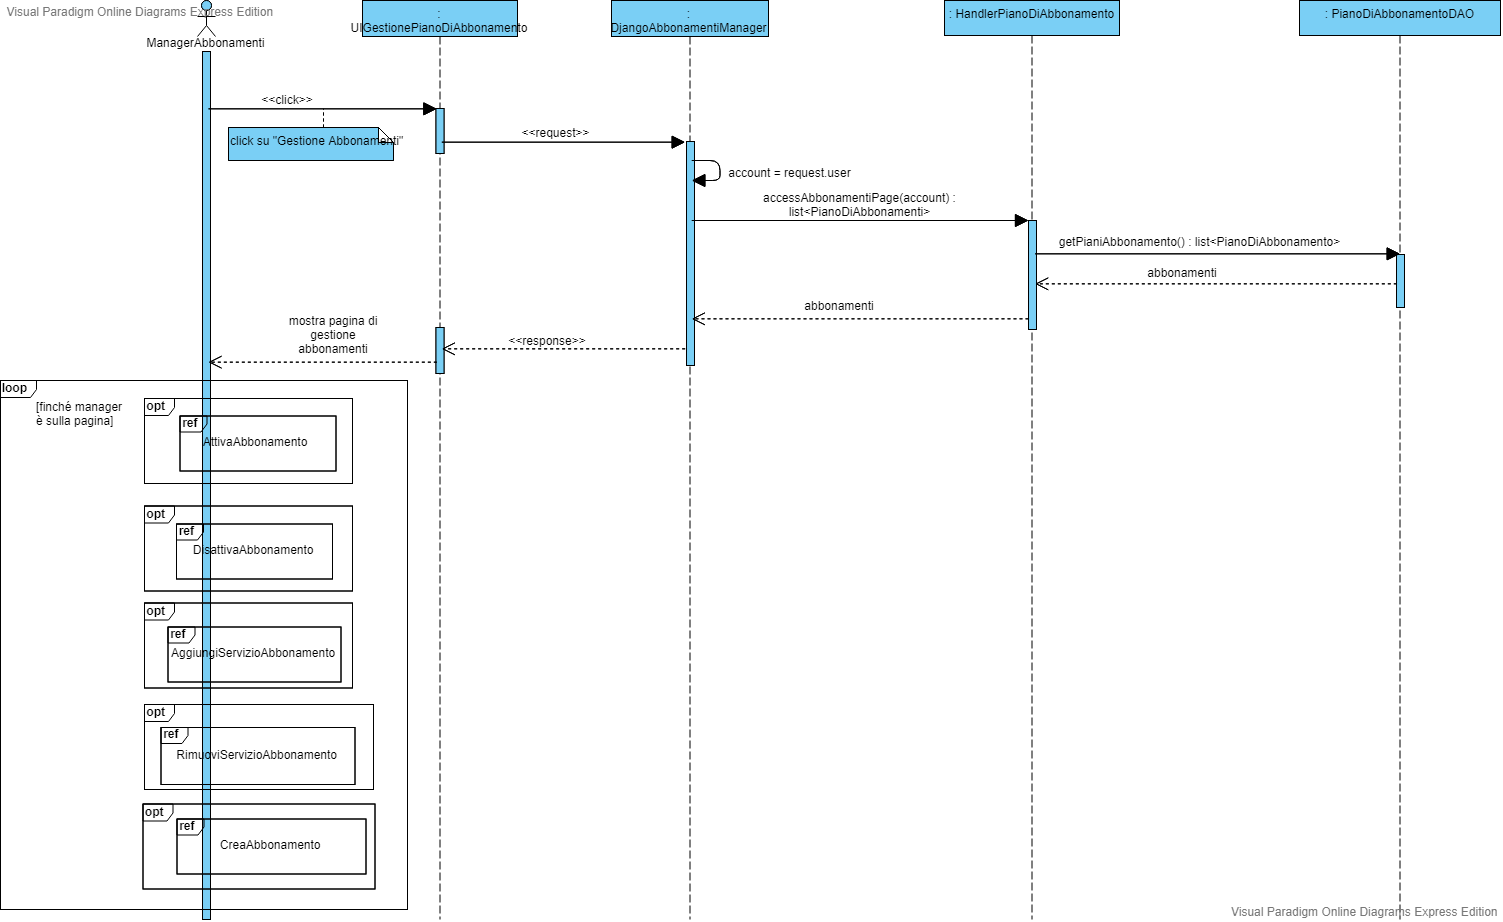 Visual Paradigm Online Diagrams Express Edition
ManagerAbbonamenti
:
UIGestionePianoDiAbbonamento
:
DjangoAbbonamentiManager
: HandlerPianoDiAbbonamento
: PianoDiAbbonamentoDAO
<<click>>
click su "Gestione Abbonamenti"
<<request>>
account = request.user
accessAbbonamentiPage(account) :
list<PianoDiAbbonamenti>
getPianiAbbonamento() : list<PianoDiAbbonamento>
abbonamenti
abbonamenti
<<response>>
mostra pagina di
gestione
abbonamenti
loop
[finché manager
è sulla pagina]
opt
ref
AttivaAbbonamento
opt
ref
DisattivaAbbonamento
opt
ref
AggiungiServizioAbbonamento
opt
ref
RimuoviServizioAbbonamento
opt
ref
CreaAbbonamento
Visual Paradigm Online Diagrams Express Edition